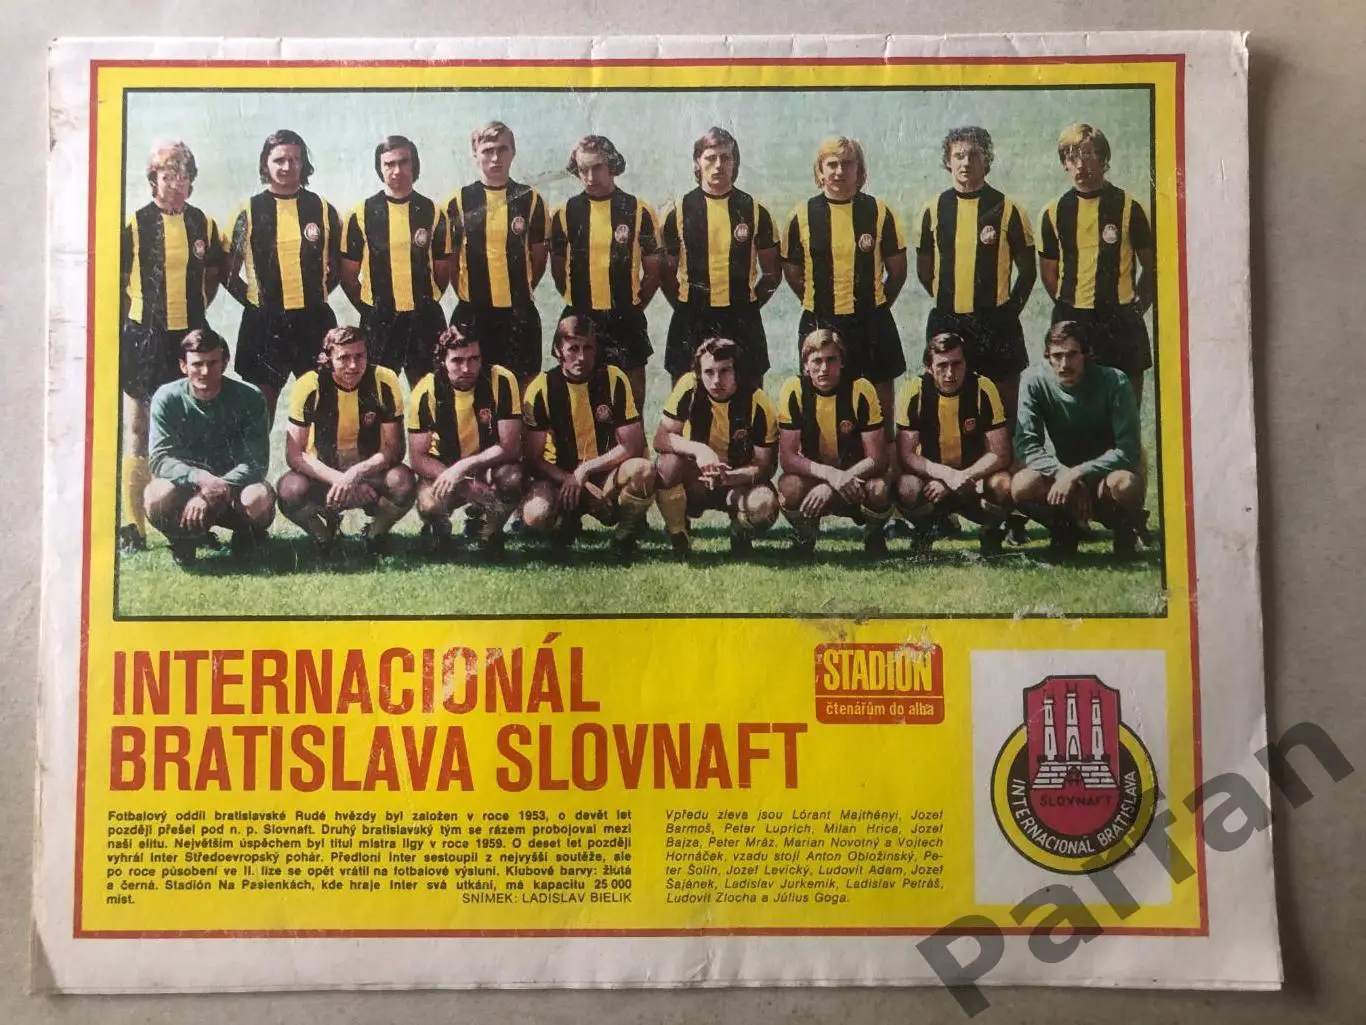 INTERNACIONÁL
BRATISLAVA SLOVNAFT
STADION
čtenářům do alba
Fotbalový oddíl bratislavské Rudé hvězdy byl založen v roce 1953, o devět let
později přešel pod n. p. Slovnaft. Druhý bratislavský tým se rázem probojoval mezi
naši elitu. Největším úspěchem byl titul mistra ligy v roce 1959. O deset let později
vyhrál Inter Středoevropský pohár. Předloni Inter sestoupil z nejvyšší soutěže, ale
po roce působení ve II. lize se opět vrátil na fotbalové výsluní. Klubové barvy: žlutá
a černá. Stadión Na Pasienkách, kde hraje Inter svá utkání, má kapacitu 25 000
míst.
SNÍMEK: LADISLAV BIELIK
Vpředu zleva jsou Lórant Majthényi, Jozef
Barmoš, Peter Luprich, Milan Hrica, Jozef
Bajza, Peter Mráz, Marian Novotný a Vojtech
Hornáček, vzadu stojí Anton Obložinský, Pe-
ter Šolin, Jozef Levický, Ludovít Adam, Jozef
Šajánek, Ladislav Jurkemik, Ladislav Petráš,
Ludovít Zlocha a Július Goga.
SLOVNAFT
INTERNACIONÁL BRATISLAVA
Parfan